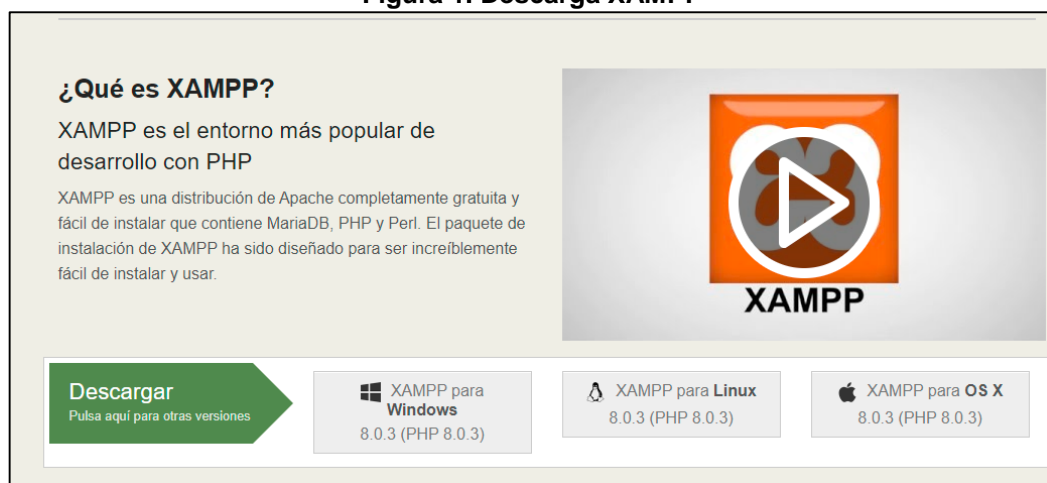 ¿Qué es XAMPP?
XAMPP es el entorno más popular de
desarrollo con PHP
XAMPP es una distribución de Apache completamente gratuita y
fácil de instalar que contiene MariaDB, PHP y Perl. El paquete de
instalación de XAMPP ha sido diseñado para ser increíblemente
fácil de instalar y usar.
XAMPP
Descargar
Pulsa aquí para otras versiones
XAMPP para
Windows
8.0.3 (PHP 8.0.3)
XAMPP para Linux
8.0.3 (PHP 8.0.3)
XAMPP para OS X
8.0.3 (PHP 8.0.3)